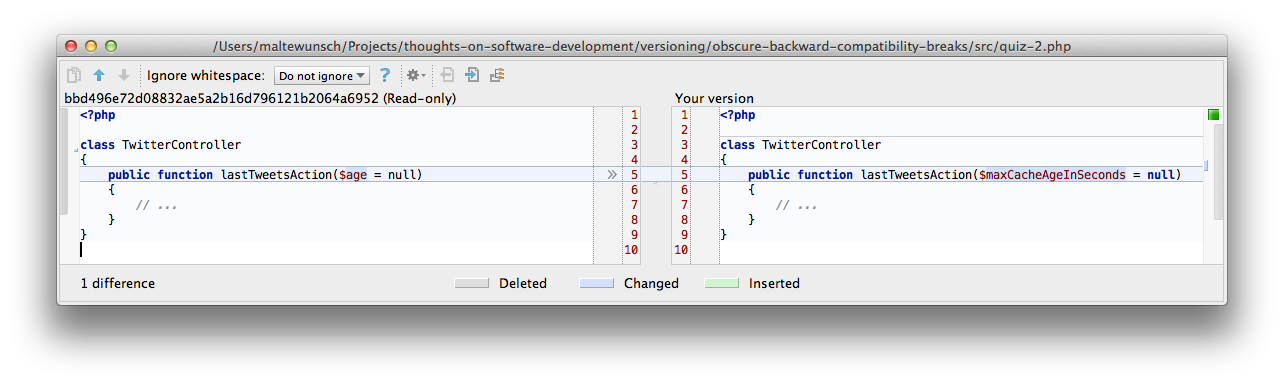 /Users/maltewunsch/Projects/thoughts-on-software-development/versioning/obscure-backward-compatibility-breaks/src/quiz-2.php
Ignore whitespace: Do not ignore ?
bbd496e72d08832ae5a2b16d796121b2064a6952 (Read-only)
Your version
<?php
class TwitterController
{
public function lastTweetsAction($age = null)
{
// ...
}
}
1
2
3
4
5
6
7
8
9
10
1
2
3
4
5
6
7
8
9
10
<?php
class TwitterController
{
public function lastTweetsAction($maxCacheAgeInSeconds = null)
{
// ...
}
}
1 difference
Deleted
Changed
Inserted